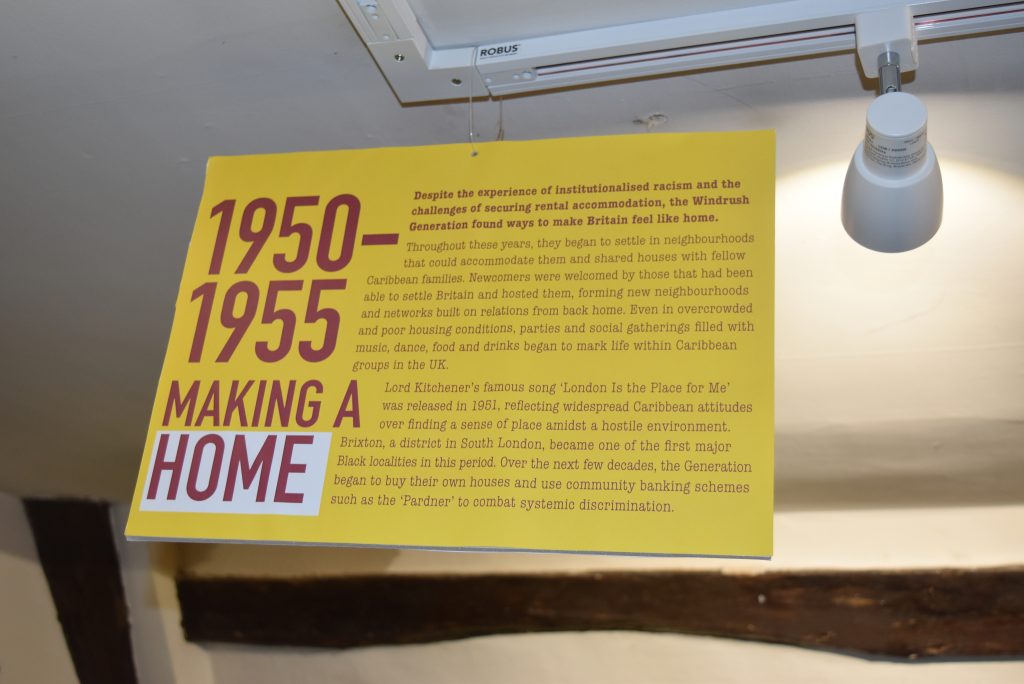 ROBUS
1950–
1955
MAKING A
HOME
Despite the experience of institutionalised racism and the
challenges of securing rental accommodation, the Windrush
Generation found ways to make Britain feel like home.
Throughout these years, they began to settle in neighbourhoods
that could accommodate them and shared houses with fellow
Caribbean families. Newcomers were welcomed by those that had been
able to settle Britain and hosted them, forming new neighbourhoods
and networks built on relations from back home. Even in overcrowded
and poor housing conditions, parties and social gatherings filled with
music, dance, food and drinks began to mark life within Caribbean
groups in the UK.
Lord Kitchener's famous song ‘London Is the Place for Me’
was released in 1951, reflecting widespread Caribbean attitudes
over finding a sense of place amidst a hostile environment.
Brixton, a district in South London, became one of the first major
Black localities in this period. Over the next few decades, the Generation
began to buy their own houses and use community banking schemes
such as the ‘Pardner’ to combat systemic discrimination.